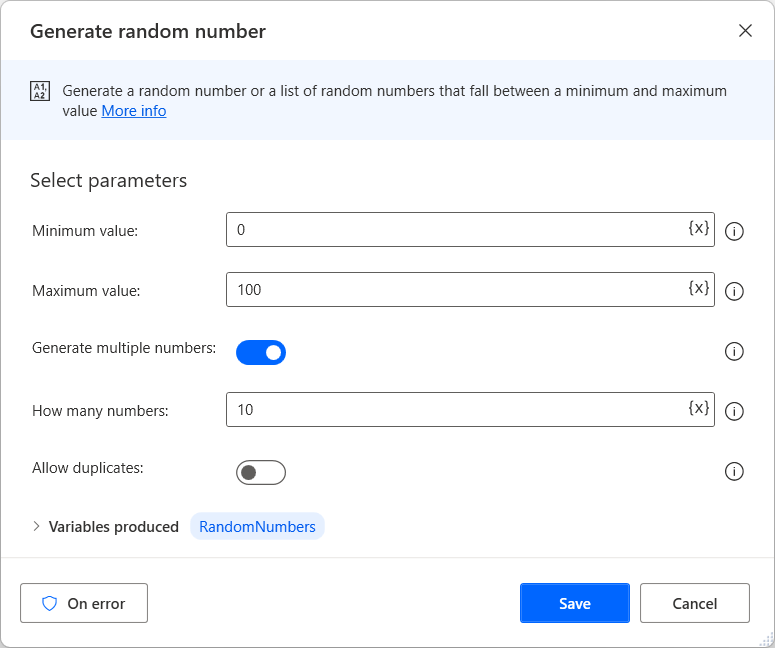 Generate random number
A1,
A2
Generate a random number or a list of random numbers that fall between a minimum and maximum
value More info
Select parameters
Minimum value:
0
{x}
Maximum value:
100
{x}
Generate multiple numbers:
How many numbers:
10
{x}
Allow duplicates:
Variables produced RandomNumbers
On error
Save
Cancel